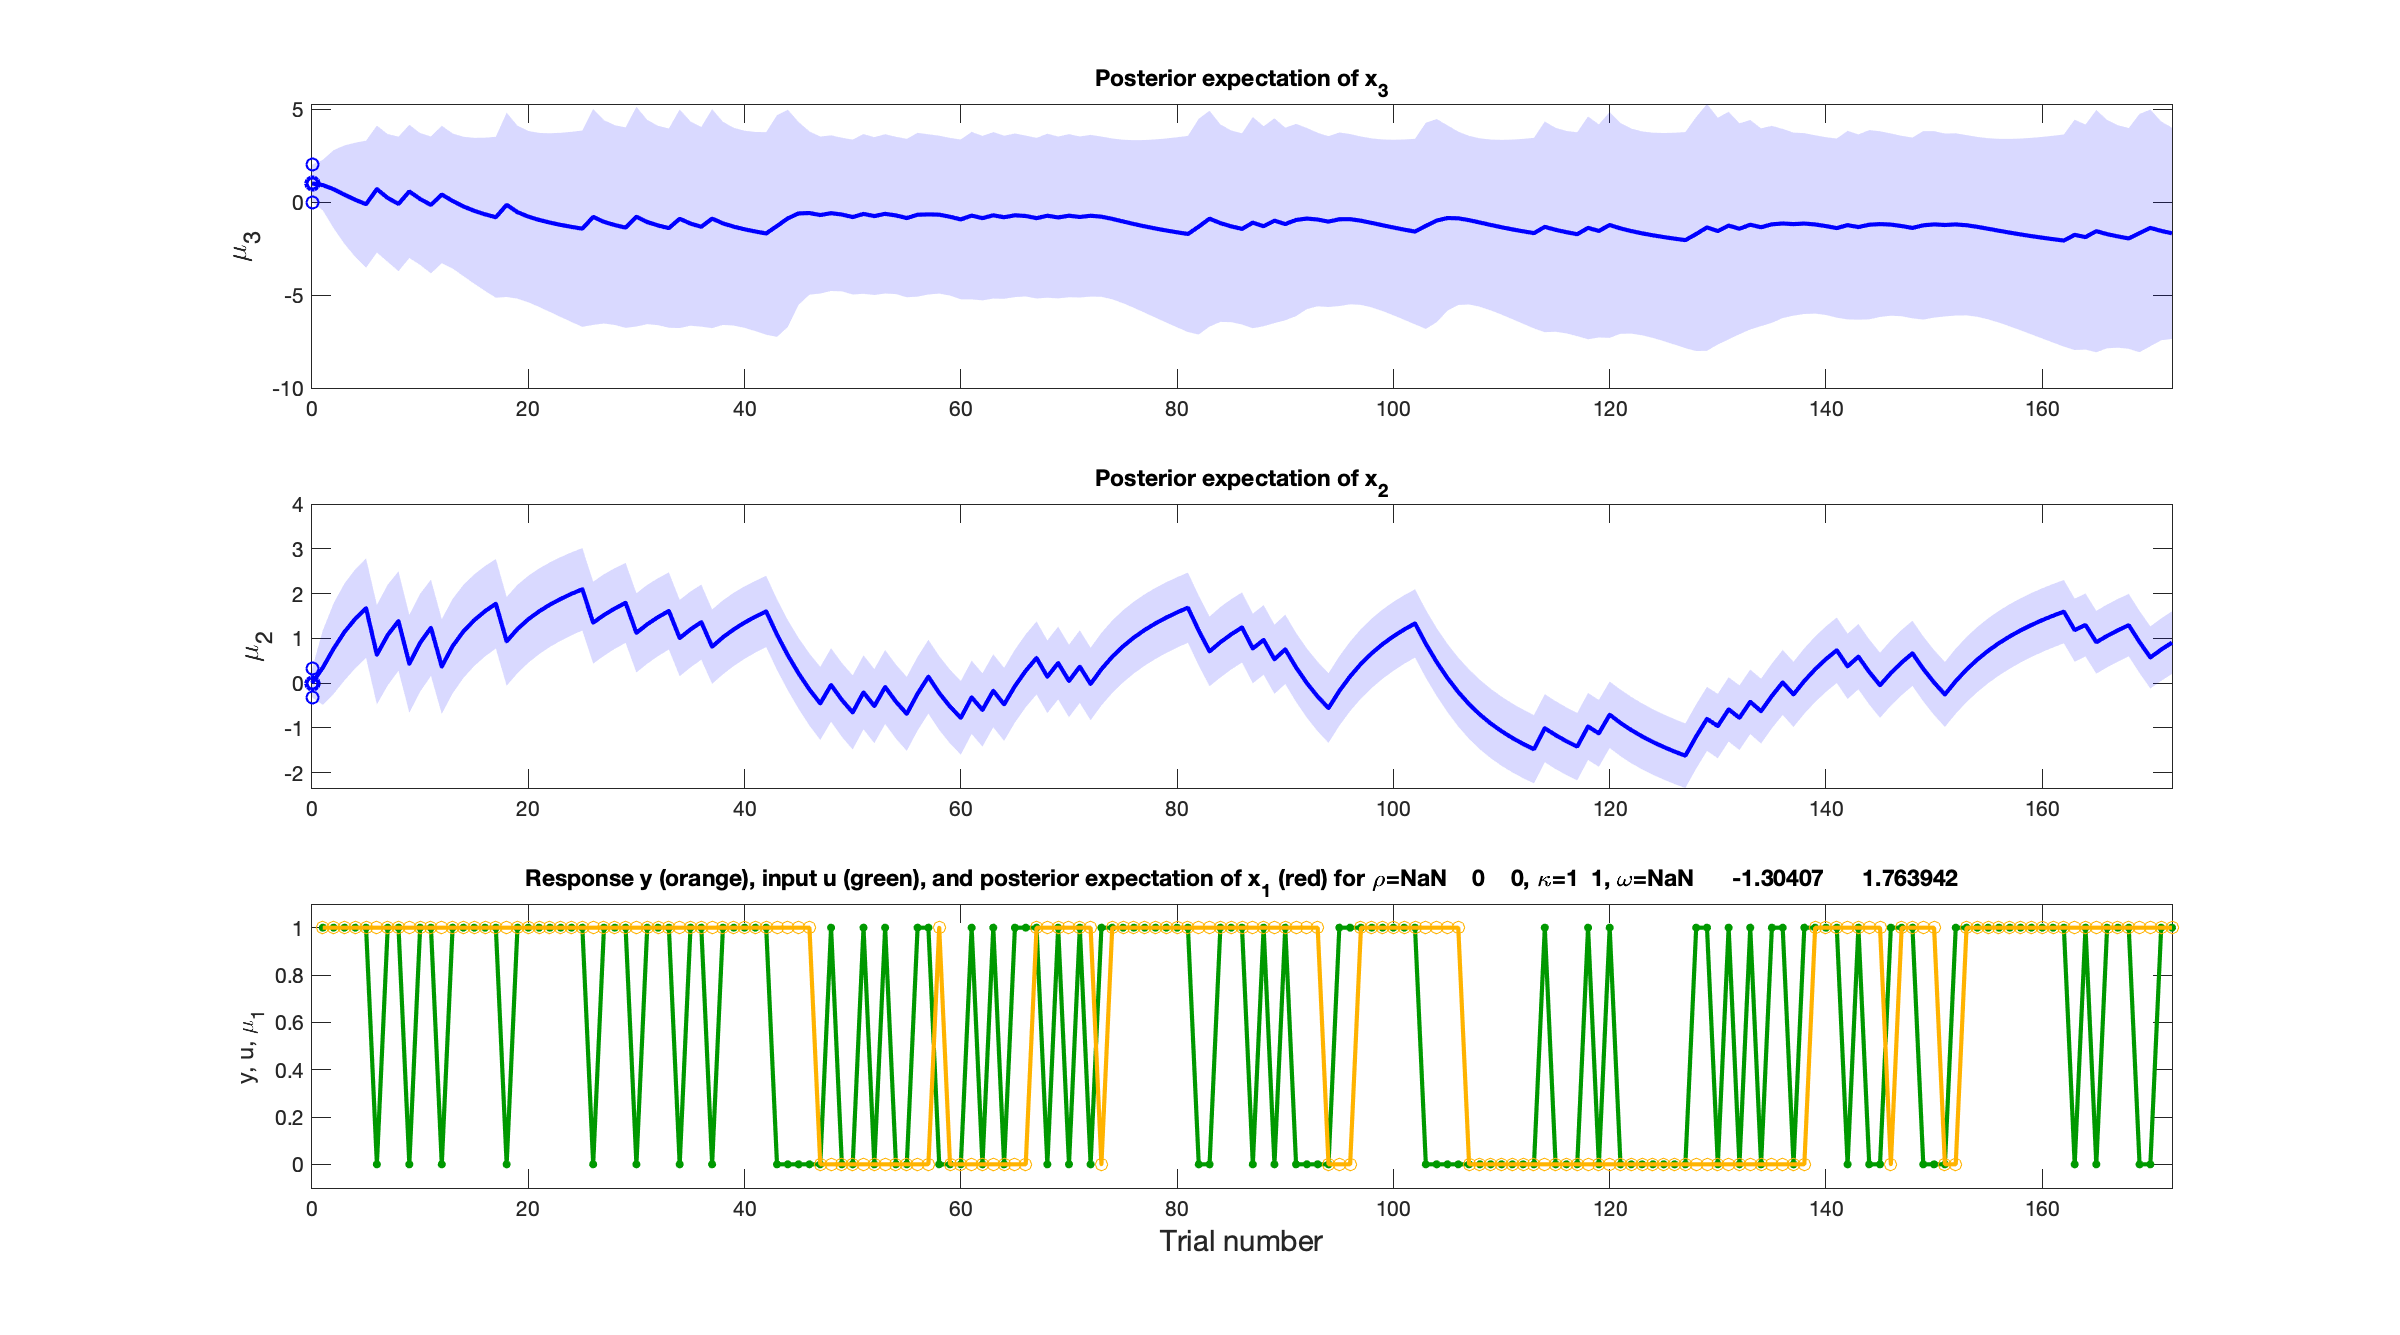 Posterior expectation of x3
5
0
-5
-10
μ3
0 20 40 60 80 100 120 140 160
Posterior expectation of x2
4
3
2
1
0
-1
-2
μ2
0 20 40 60 80 100 120 140 160
Response y (orange), input u (green), and posterior expectation of x1 (red) for ρ=NaN 0 0, κ=1 1, ω=NaN -1.30407 1.763942
1
0.8
0.6
0.4
0.2
0
y, u, μ1
0 20 40 60 80 100 120 140 160
Trial number